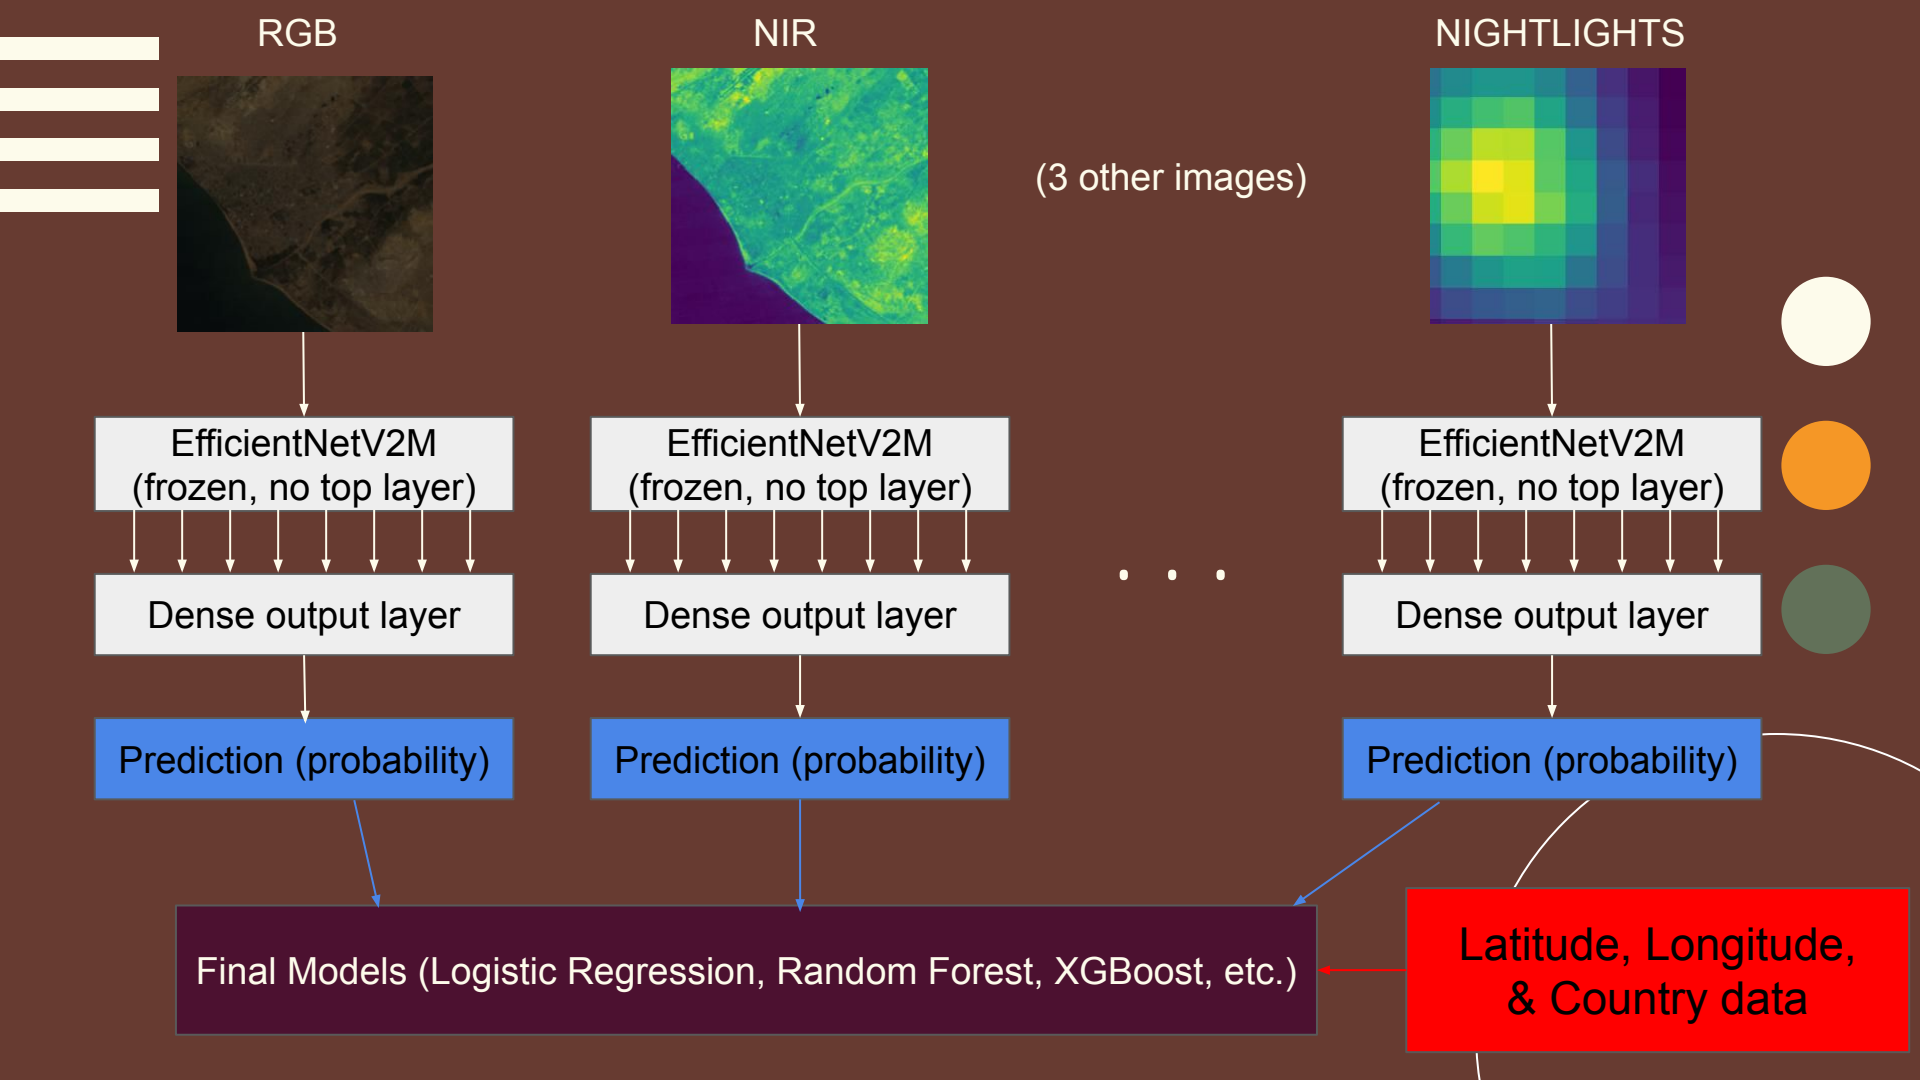 RGB
NIR
NIGHTLIGHTS
(3 other images)
EfficientNetV2M
(frozen, no top layer)
EfficientNetV2M
(frozen, no top layer)
EfficientNetV2M
(frozen, no top layer)
. . .
Dense output layer
Dense output layer
Dense output layer
Prediction (probability)
Prediction (probability)
Prediction (probability)
Final Models (Logistic Regression, Random Forest, XGBoost, etc.)
Latitude, Longitude,
& Country data